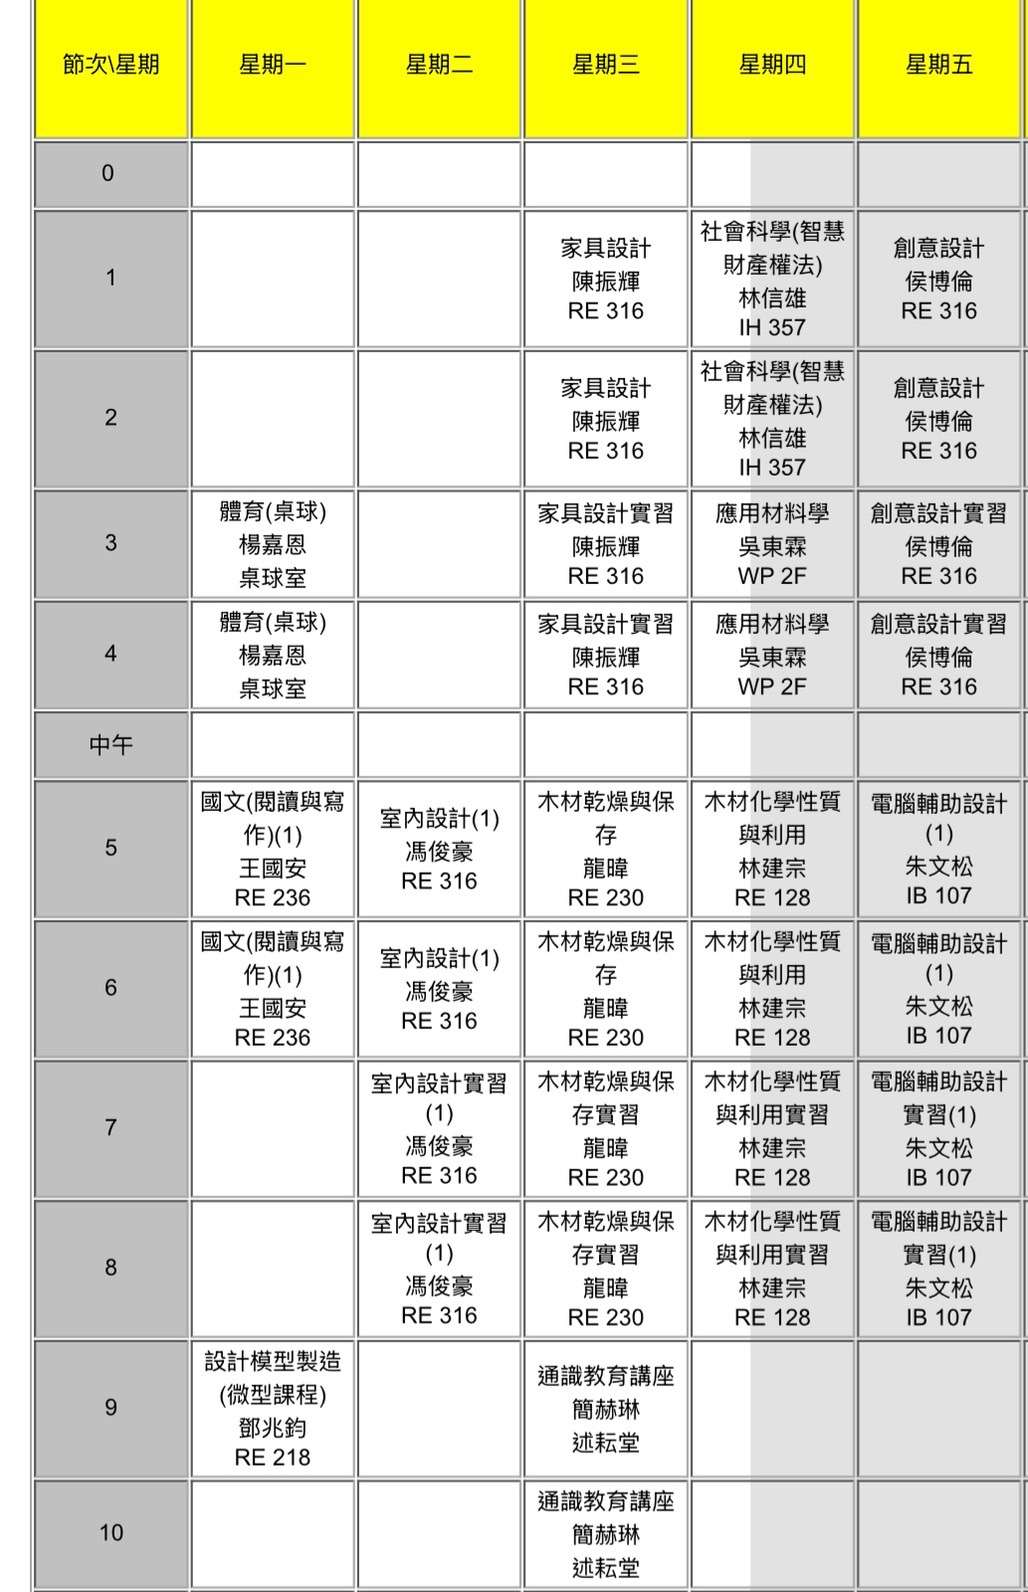 節次\星期 星期一 星期二 星期三 星期四 星期五
0
1
家具設計
陳振輝
RE 316
社會科學(智慧
財產權法)
林信雄
IH 357
創意設計
侯博倫
RE 316
2
家具設計
陳振輝
RE 316
社會科學(智慧
財產權法)
林信雄
IH 357
創意設計
侯博倫
RE 316
3
體育(桌球)
楊嘉恩
桌球室
家具設計實習
陳振輝
RE 316
應用材料學
吳東霖
WP 2F
創意設計實習
侯博倫
RE 316
4
體育(桌球)
楊嘉恩
桌球室
家具設計實習
陳振輝
RE 316
應用材料學
吳東霖
WP 2F
創意設計實習
侯博倫
RE 316
中午
5
國文(閱讀與寫
作)(1)
王國安
RE 236
室內設計(1)
馮俊豪
RE 316
木材乾燥與保
存
龍暐
RE 230
木材化學性質
與利用
林建宗
RE 128
電腦輔助設計
(1)
朱文松
IB 107
6
國文(閱讀與寫
作)(1)
王國安
RE 236
室內設計(1)
馮俊豪
RE 316
木材乾燥與保
存
龍暐
RE 230
木材化學性質
與利用
林建宗
RE 128
電腦輔助設計
(1)
朱文松
IB 107
7
室內設計實習
(1)
馮俊豪
RE 316
木材乾燥與保
存實習
龍暐
RE 230
木材化學性質
與利用實習
林建宗
RE 128
電腦輔助設計
實習(1)
朱文松
IB 107
8
室內設計實習
(1)
馮俊豪
RE 316
木材乾燥與保
存實習
龍暐
RE 230
木材化學性質
與利用實習
林建宗
RE 128
電腦輔助設計
實習(1)
朱文松
IB 107
9
設計模型製造
(微型課程)
鄧兆鈞
RE 218
通識教育講座
簡赫琳
述耘堂
10
通識教育講座
簡赫琳
述耘堂